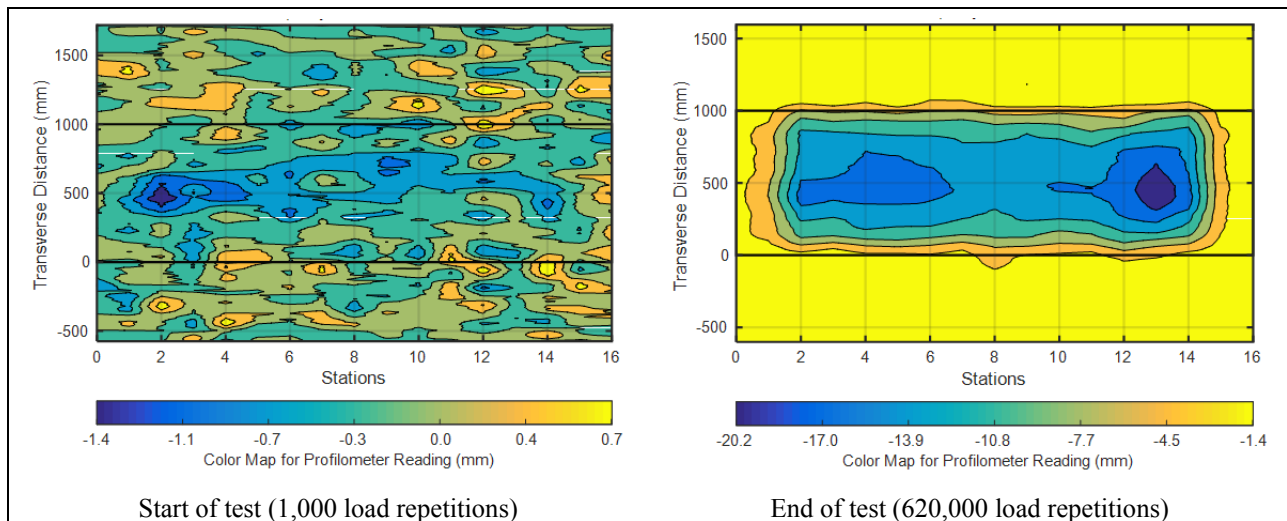 1500
1000
500
0
-500
Transverse Distance (mm)
0 2 4 6 8 10 12 14 16
Stations
-1.4 -1.1 -0.7 -0.3 0.0 0.4 0.7
Color Map for Profilometer Reading (mm)
Start of test (1,000 load repetitions)
1500
1000
500
0
-500
Transverse Distance (mm)
0 2 4 6 8 10 12 14 16
Stations
-20.2 -17.0 -13.9 -10.8 -7.7 -4.5 -1.4
Color Map for Profilometer Reading (mm)
End of test (620,000 load repetitions)